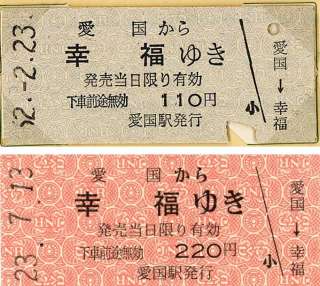 愛国から
幸福ゆき
発売当日限り有効
下車前途無効 110円
愛国駅発行
小
愛国→幸福
愛国から
幸福ゆき
発売当日限り有効
下車前途無効 220円
愛国駅発行
小
愛国→幸福
52.-2.23
23.-7.13